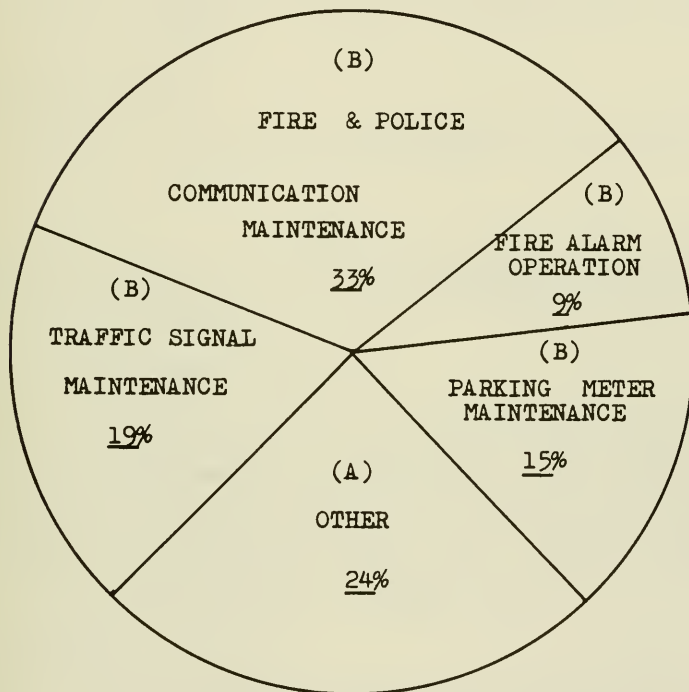 (B)
FIRE & POLICE
COMMUNICATION
MAINTENANCE
33%
(B)
FIRE ALARM
OPERATION
9%
(B)
PARKING METER
MAINTENANCE
15%
(A)
OTHER
24%
(B)
TRAFFIC SIGNAL
MAINTENANCE
19%